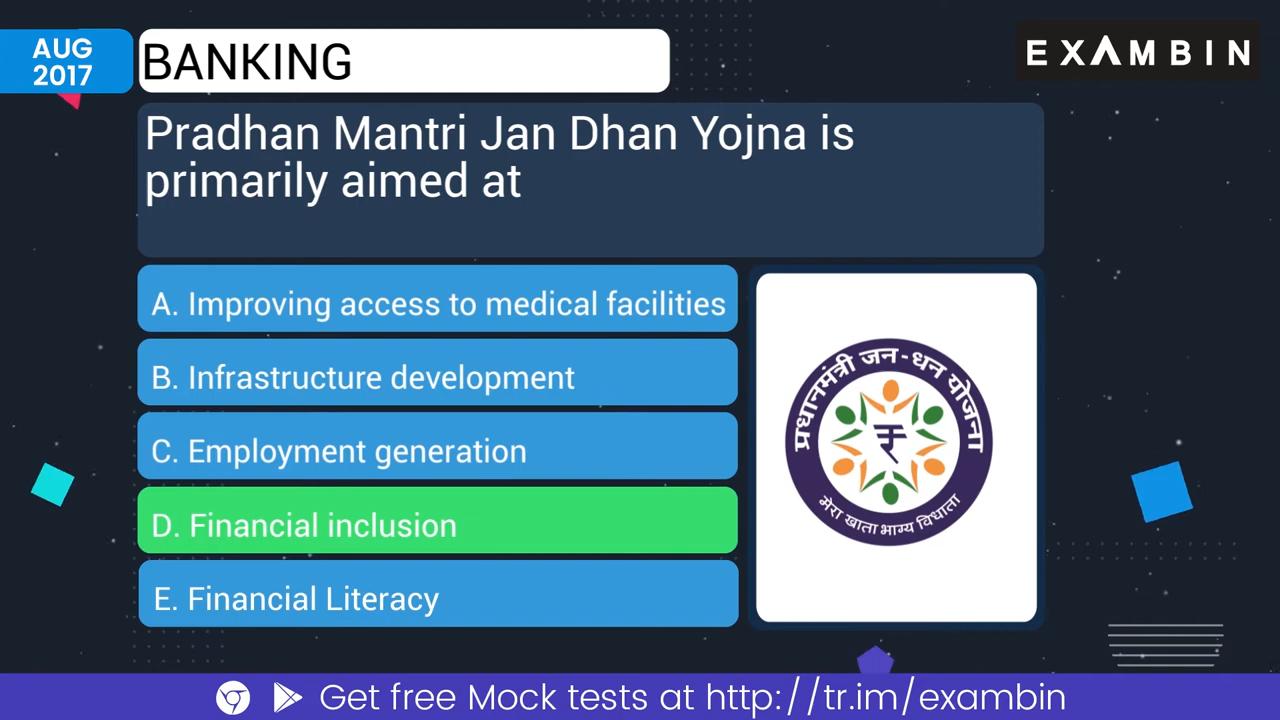 AUG
2017
BANKING
EXAMBIN
Pradhan Mantri Jan Dhan Yojna is
primarily aimed at
A. Improving access to medical facilities
B. Infrastructure development
C. Employment generation
D. Financial inclusion
E. Financial Literacy
प्रधानमंत्री जन-धन योजना
मेरा खाता भाग्य विधाता
Get free Mock tests at http://tr.im/exambin